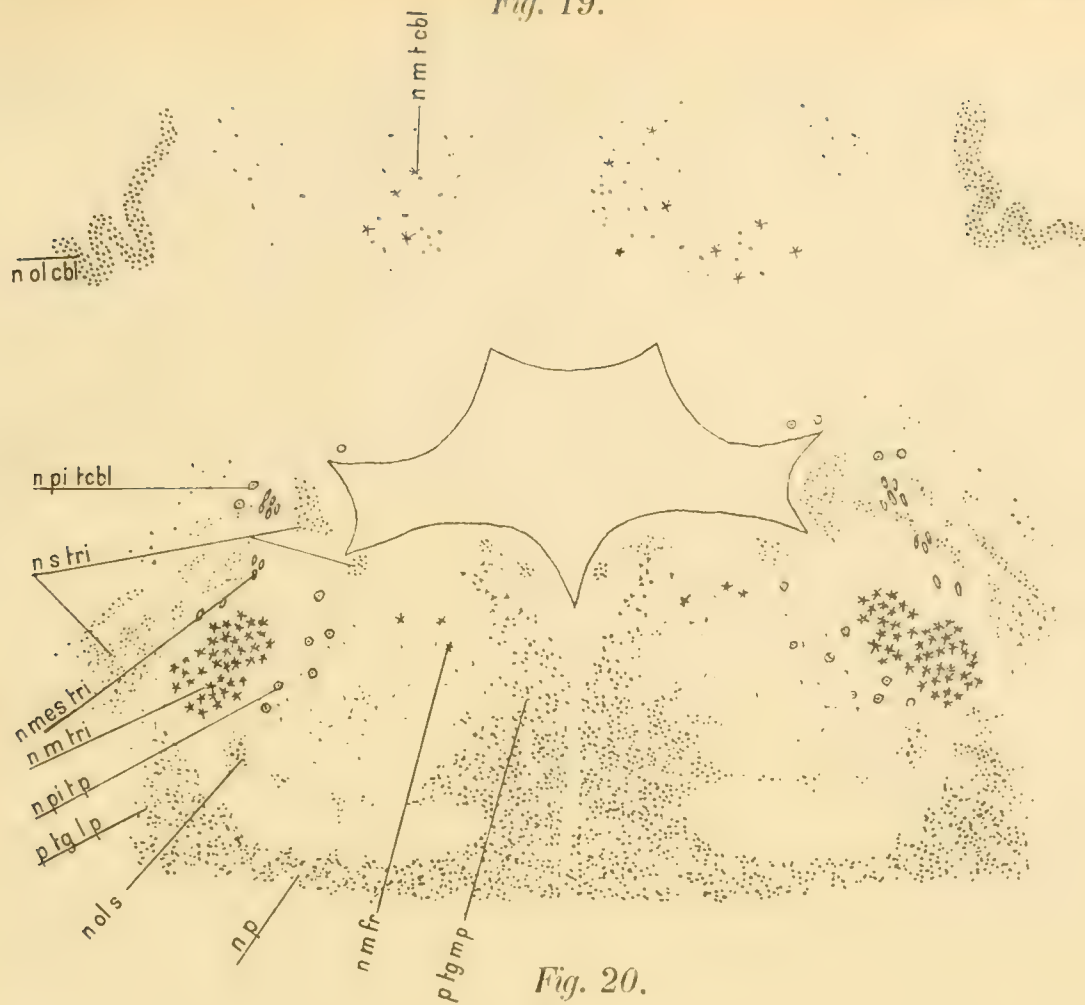 Fig. 19.
n m t cbl
n ol cbl
n pi t cbl
n s tri
n mes tri
n m tri
n pi t p
p tg l p
n ol s
n p
n m fr
p tg m p
Fig. 20.